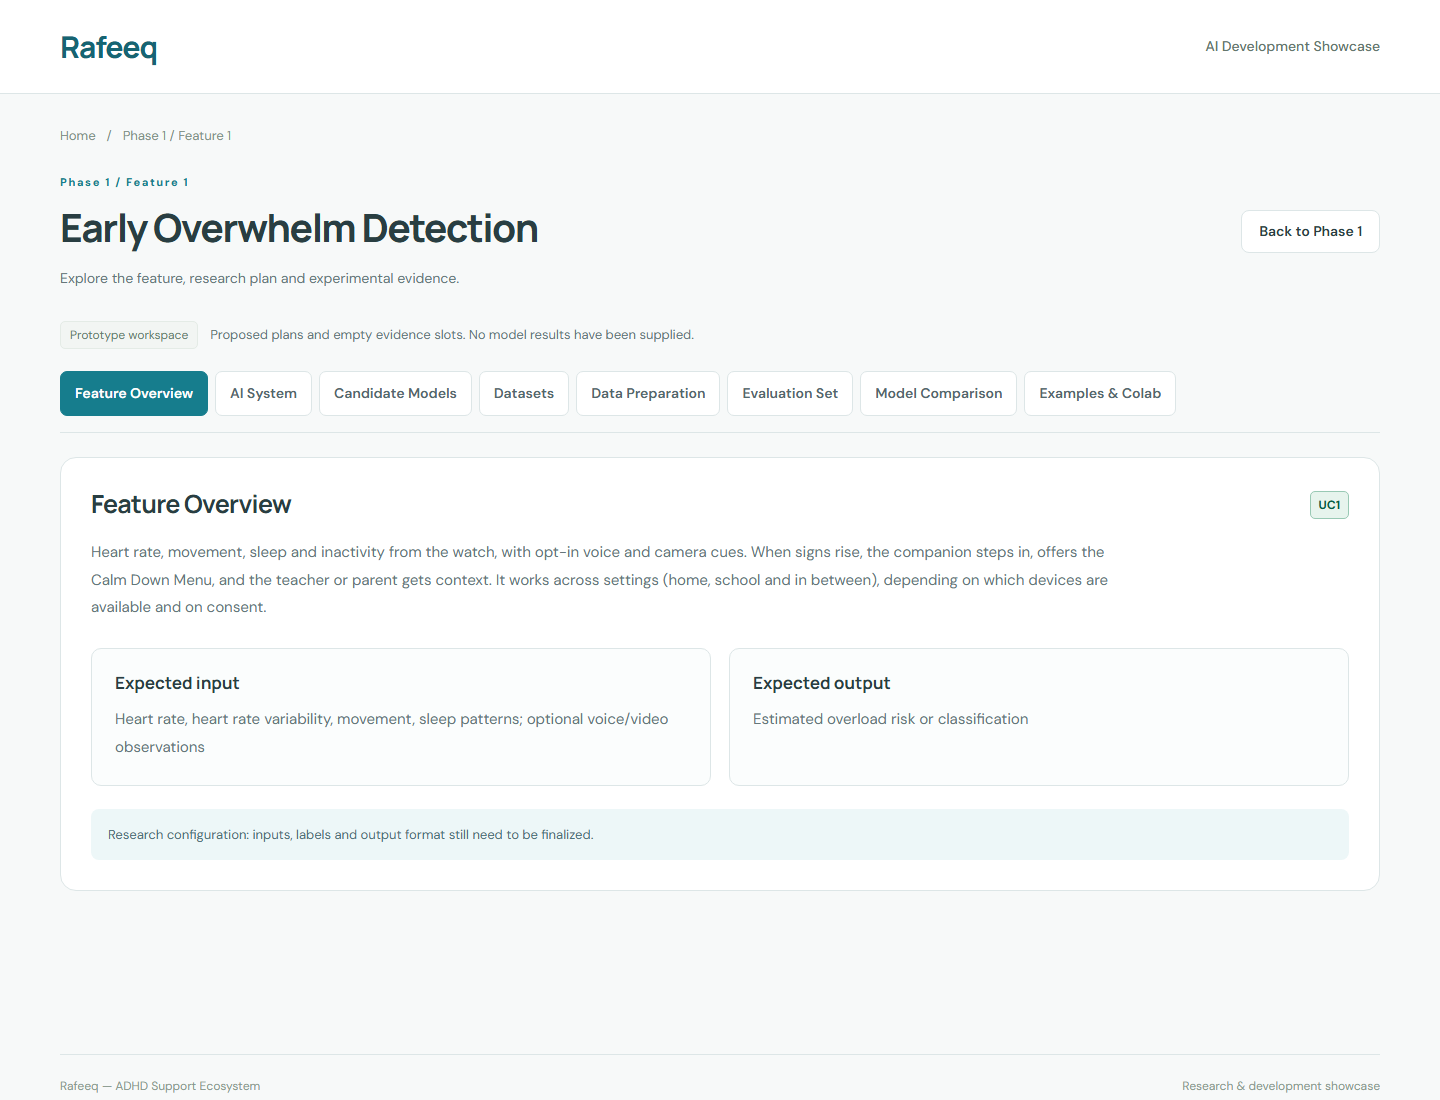 Rafeeq
AI Development Showcase
Home / Phase 1 / Feature 1
Phase 1 / Feature 1
Early Overwhelm Detection
Back to Phase 1
Explore the feature, research plan and experimental evidence.
Prototype workspace
Proposed plans and empty evidence slots. No model results have been supplied.
Feature Overview
AI System
Candidate Models
Datasets
Data Preparation
Evaluation Set
Model Comparison
Examples & Colab
Feature Overview
UC1
Heart rate, movement, sleep and inactivity from the watch, with opt-in voice and camera cues. When signs rise, the companion steps in, offers the
Calm Down Menu, and the teacher or parent gets context. It works across settings (home, school and in between), depending on which devices are
available and on consent.
Expected input
Heart rate, heart rate variability, movement, sleep patterns; optional voice/video
observations
Expected output
Estimated overload risk or classification
Research configuration: inputs, labels and output format still need to be finalized.
Rafeeq — ADHD Support Ecosystem
Research & development showcase